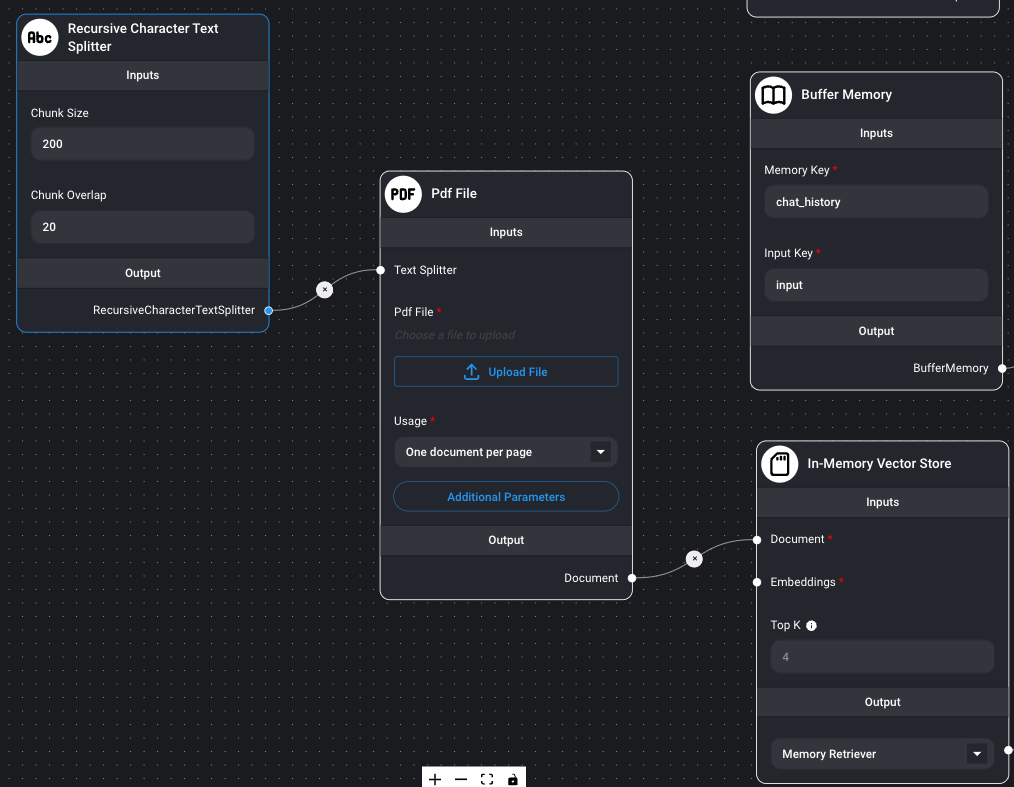 Abc
Recursive Character Text
Splitter
Inputs
Chunk Size
200
Chunk Overlap
20
Output
RecursiveCharacterTextSplitter
PDF
Pdf File
Inputs
Text Splitter
Pdf File *
Choose a file to upload
Upload File
Usage *
One document per page
Additional Parameters
Output
Document
Buffer Memory
Inputs
Memory Key *
chat_history
Input Key *
input
Output
BufferMemory
In-Memory Vector Store
Inputs
Document *
Embeddings *
Top K
4
Output
Memory Retriever